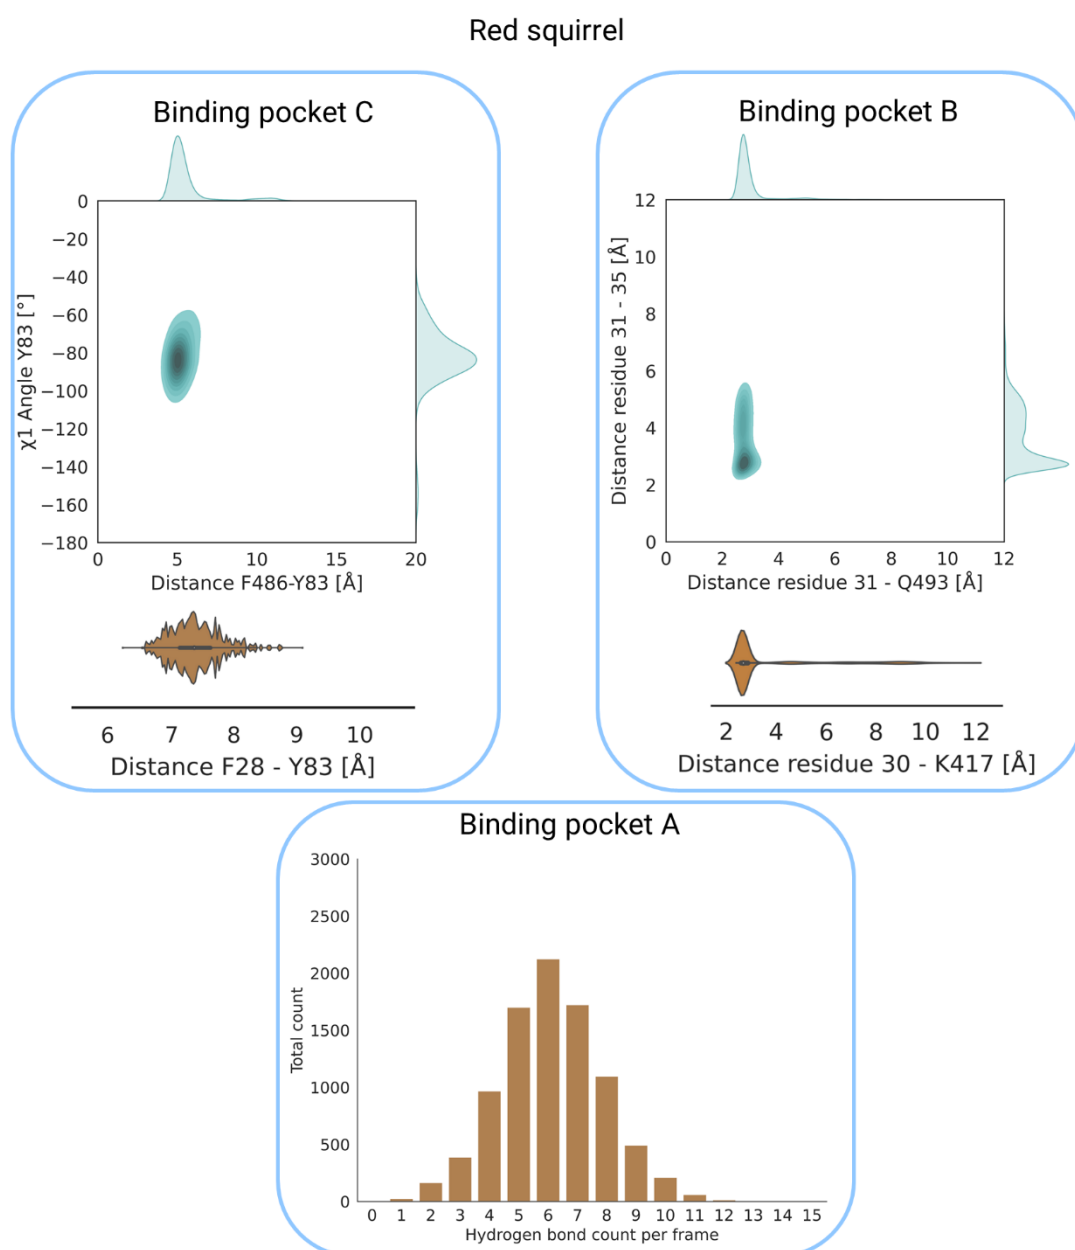 Red squirrel
Binding pocket C
0
−20
−40
−60
−80
−100
−120
−140
−160
−180
χ1 Angle Y83 [°]
0 5 10 15 20
Distance F486-Y83 [Å]
6 7 8 9 10
Distance F28 - Y83 [Å]
Binding pocket B
12
10
8
6
4
2
0
Distance residue 31 - 35 [Å]
0 2 4 6 8 10 12
Distance residue 31 - Q493 [Å]
2 4 6 8 10 12
Distance residue 30 - K417 [Å]
Binding pocket A
3000
2500
2000
1500
1000
500
0
Total count
0 1 2 3 4 5 6 7 8 9 10 11 12 13 14 15
Hydrogen bond count per frame